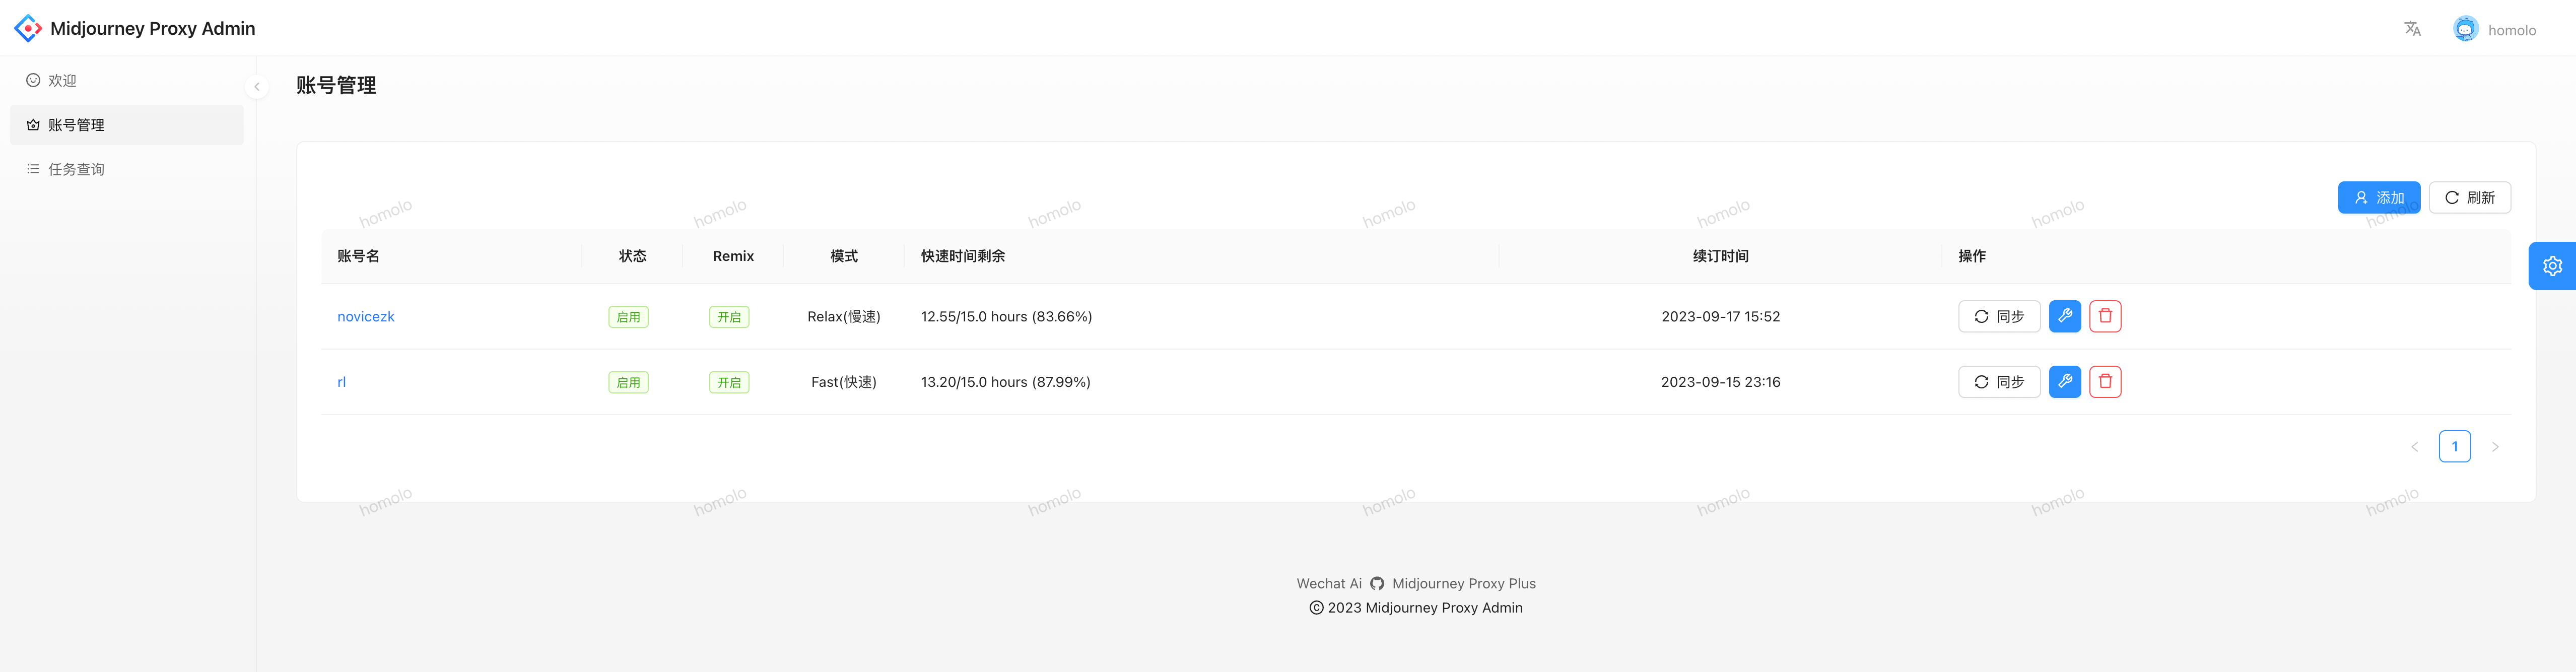 Midjourney Proxy Admin
homolo
欢迎
账号管理
任务查询
账号管理
添加 刷新
homolo homolo homolo homolo homolo homolo homolo
账号名 状态 Remix 模式 快速时间剩余 续订时间 操作
novicezk 启用 开启 Relax(慢速) 12.55/15.0 hours (83.66%) 2023-09-17 15:52 同步
rl 启用 开启 Fast(快速) 13.20/15.0 hours (87.99%) 2023-09-15 23:16 同步
1
homolo homolo homolo homolo homolo homolo homolo
Wechat Ai Midjourney Proxy Plus
© 2023 Midjourney Proxy Admin